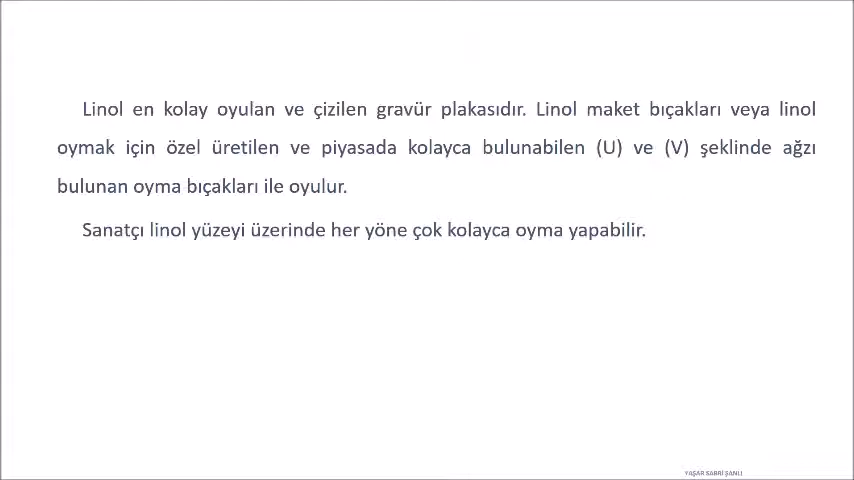 Linol en kolay oyulan ve çizilen gravür plakasıdır. Linol maket bıçakları veya linol
oymak için özel üretilen ve piyasada kolayca bulunabilen (U) ve (V) şeklinde ağzı
bulunan oyma bıçakları ile oyulur.
Sanatçı linol yüzeyi üzerinde her yöne çok kolayca oyma yapabilir.
YAŞAR SABRİ ŞANLI